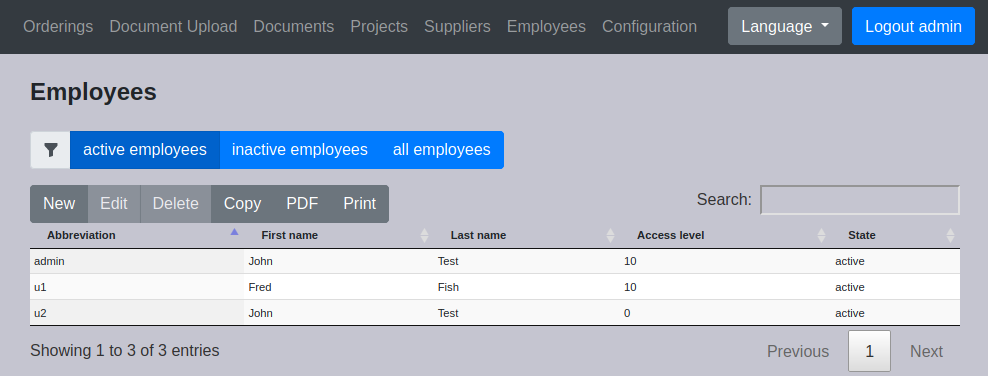 Orderings Document Upload Documents Projects Suppliers Employees Configuration Language Logout admin
Employees
active employees inactive employees all employees
New Edit Delete Copy PDF Print Search:
Abbreviation First name Last name Access level State
admin John Test 10 active
u1 Fred Fish 10 active
u2 John Test 0 active
Showing 1 to 3 of 3 entries Previous 1 Next